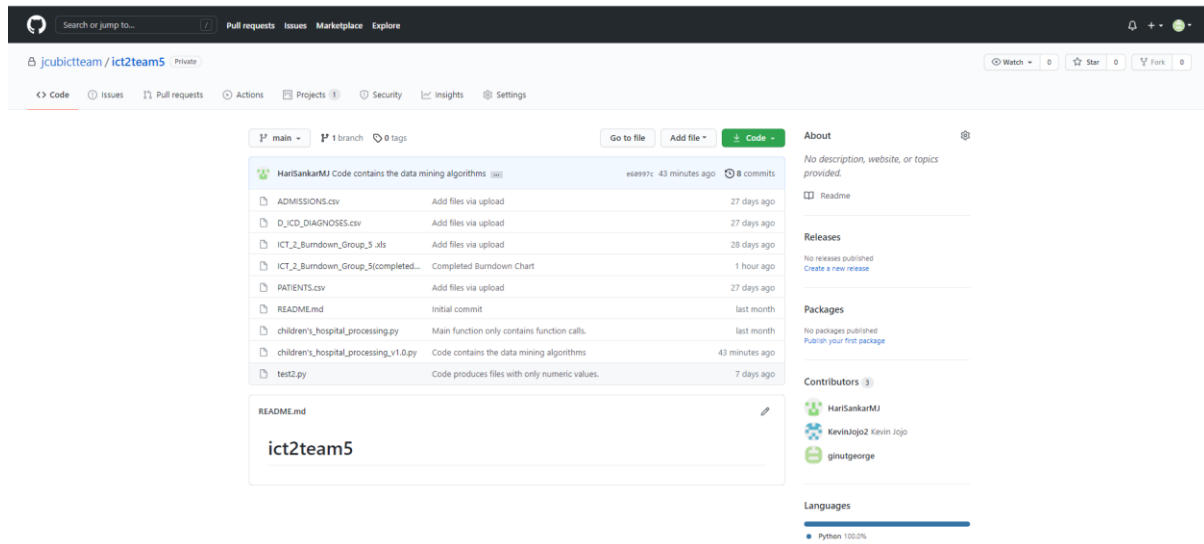 Search or jump to... / Pull requests Issues Marketplace Explore
jcubictteam / ict2team5 Private Watch 0 Star 0 Fork 0
<> Code Issues Pull requests Actions Projects 1 Security Insights Settings
main 1 branch 0 tags Go to file Add file Code
HariSankarMJ Code contains the data mining algorithms ... e60997c 43 minutes ago 8 commits
ADMISSIONS.csv Add files via upload 27 days ago
D_ICD_DIAGNOSES.csv Add files via upload 27 days ago
ICT_2_Burndown_Group_5 .xls Add files via upload 28 days ago
ICT_2_Burndown_Group_5(completed... Completed Burndown Chart 1 hour ago
PATIENTS.csv Add files via upload 27 days ago
README.md Initial commit last month
children's_hospital_processing.py Main function only contains function calls. last month
children's_hospital_processing_v1.0.py Code contains the data mining algorithms 43 minutes ago
test2.py Code produces files with only numeric values. 7 days ago
README.md
ict2team5
About
No description, website, or topics
provided.
Readme
Releases
No releases published
Create a new release
Packages
No packages published
Publish your first package
Contributors 3
HariSankarMJ
KevinJojo2 Kevin Jojo
ginutgeorge
Languages
Python 100.0%